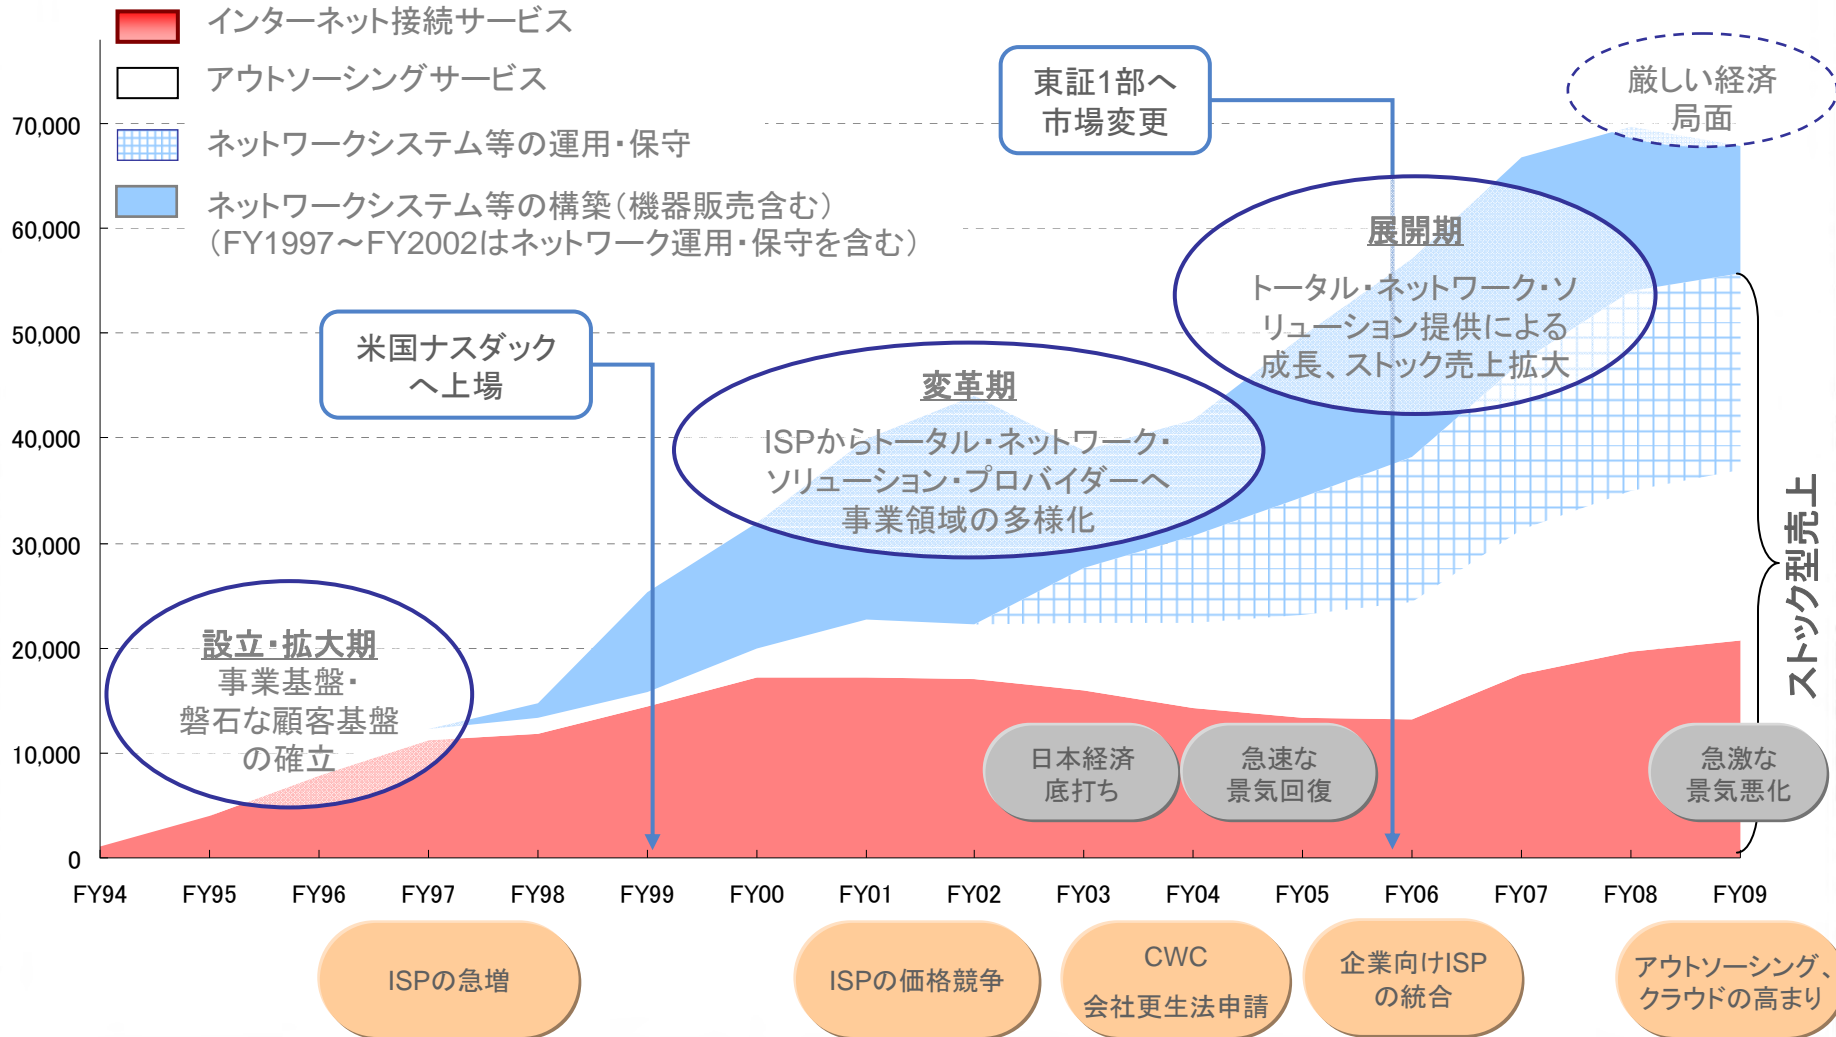 インターネット接続サービス
アウトソーシングサービス
ネットワークシステム等の運用・保守
ネットワークシステム等の構築(機器販売含む)
(FY1997～FY2002はネットワーク運用・保守を含む)
東証1部へ
市場変更
厳しい経済
局面
70,000
60,000
50,000
40,000
30,000
20,000
10,000
0
米国ナスダック
へ上場
展開期
トータル・ネットワーク・ソ
リューション提供による
成長、ストック売上拡大
変革期
ISPからトータル・ネットワーク・
ソリューション・プロバイダーへ
事業領域の多様化
設立・拡大期
事業基盤・
磐石な顧客基盤
の確立
ストック型売上
日本経済
底打ち
急速な
景気回復
急激な
景気悪化
FY94 FY95 FY96 FY97 FY98 FY99 FY00 FY01 FY02 FY03 FY04 FY05 FY06 FY07 FY08 FY09
ISPの急増
ISPの価格競争
CWC
会社更生法申請
企業向けISP
の統合
アウトソーシング、
クラウドの高まり